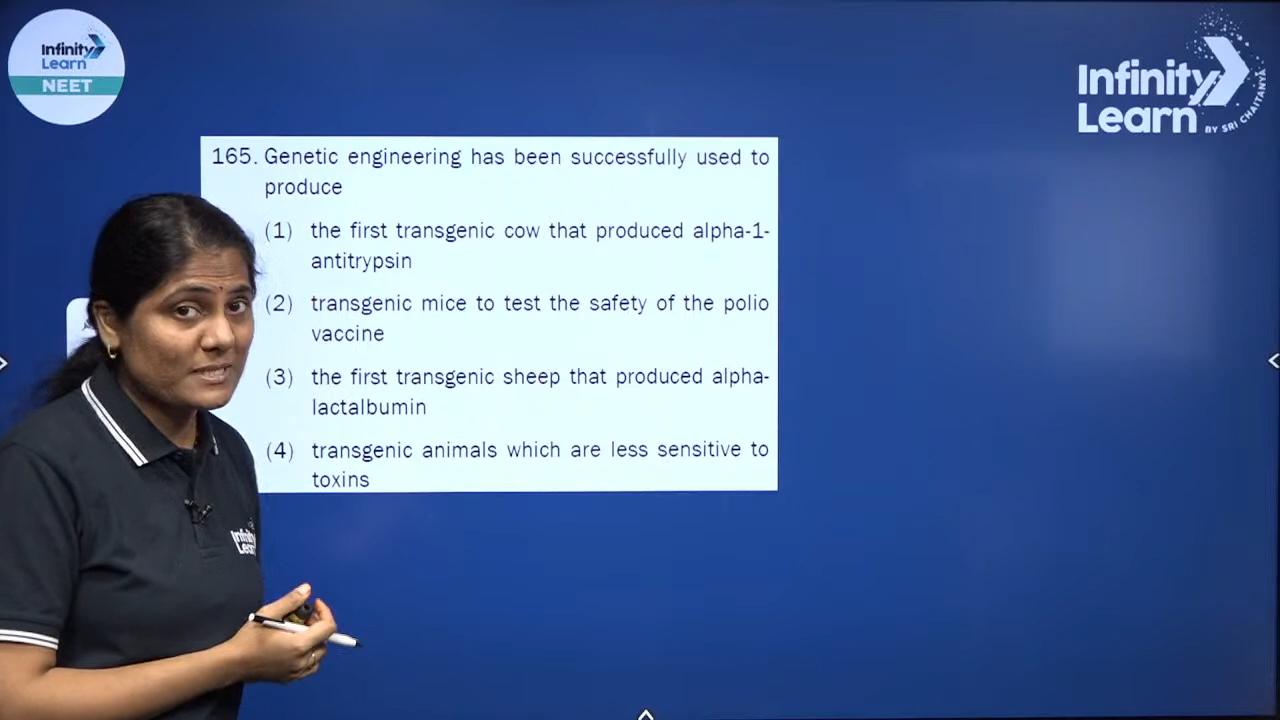 Infinity
Learn
NEET
Infinity
Learn
BY SRI CHAITANYA
165. Genetic engineering has been successfully used to
produce
(1) the first transgenic cow that produced alpha-1-
antitrypsin
(2) transgenic mice to test the safety of the polio
vaccine
(3) the first transgenic sheep that produced alpha-
lactalbumin
(4) transgenic animals which are less sensitive to
toxins